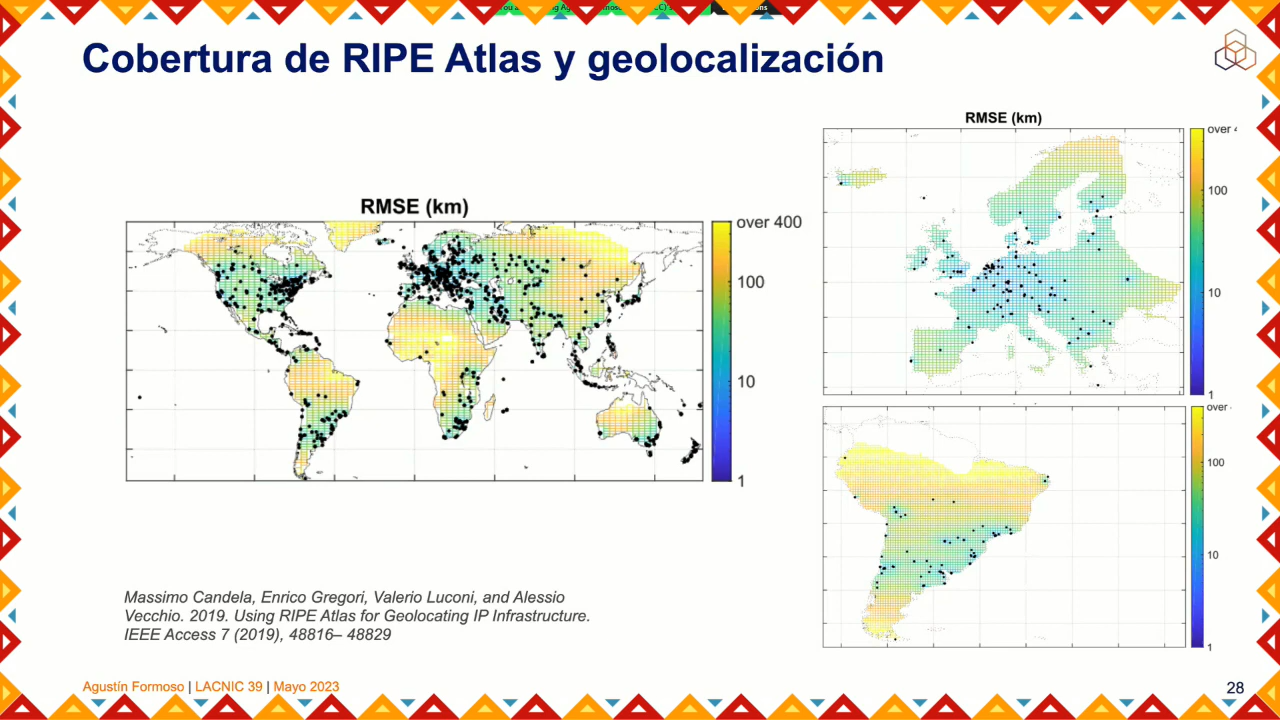 Cobertura de RIPE Atlas y geolocalización
RMSE (km)
over 400
100
10
1
RMSE (km)
over
100
10
1
over
100
10
1
Massimo Candela, Enrico Gregori, Valerio Luconi, and Alessio
Vecchio. 2019. Using RIPE Atlas for Geolocating IP Infrastructure.
IEEE Access 7 (2019), 48816– 48829
Agustín Formoso | LACNIC 39 | Mayo 2023
28